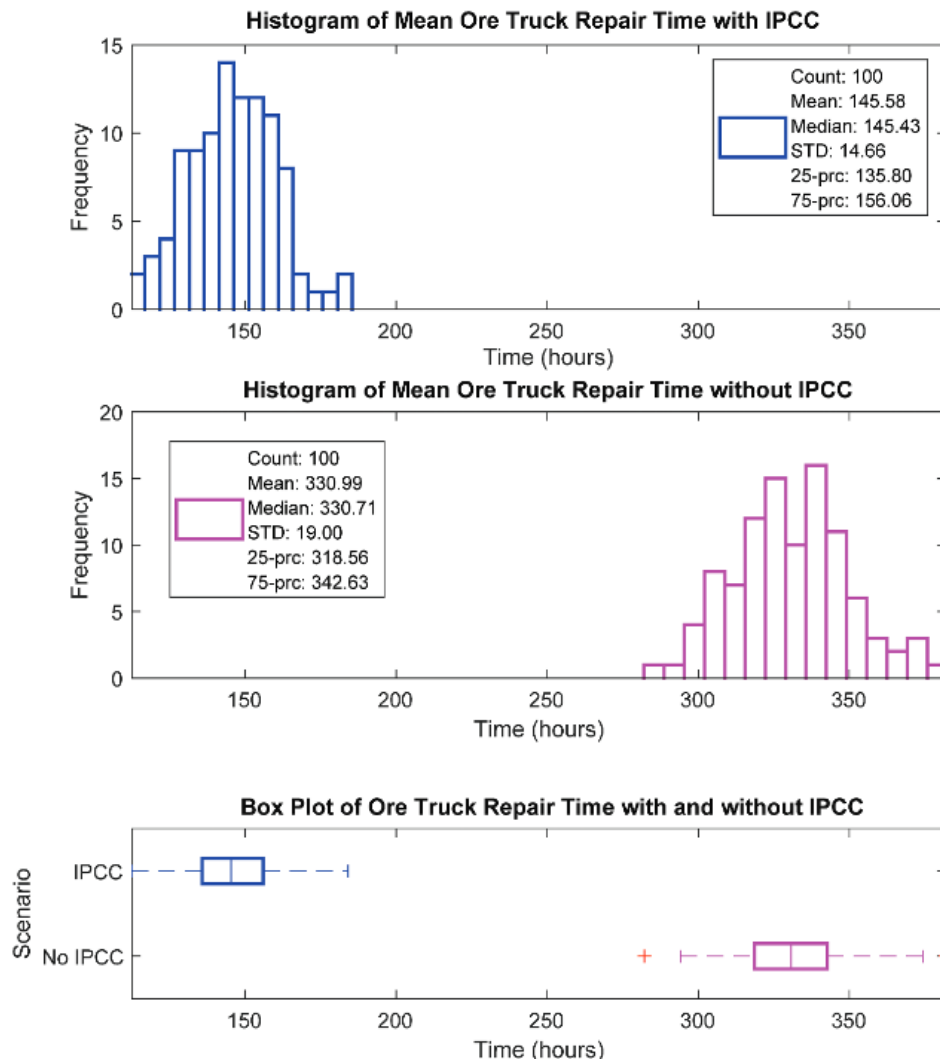 Histogram of Mean Ore Truck Repair Time with IPCC
15
10
5
0
Frequency
Count: 100
Mean: 145.58
Median: 145.43
STD: 14.66
25-prc: 135.80
75-prc: 156.06
150 200 250 300 350
Time (hours)
Histogram of Mean Ore Truck Repair Time without IPCC
20
15
10
5
0
Frequency
Count: 100
Mean: 330.99
Median: 330.71
STD: 19.00
25-prc: 318.56
75-prc: 342.63
150 200 250 300 350
Time (hours)
Box Plot of Ore Truck Repair Time with and without IPCC
Scenario
IPCC
No IPCC
150 200 250 300 350
Time (hours)